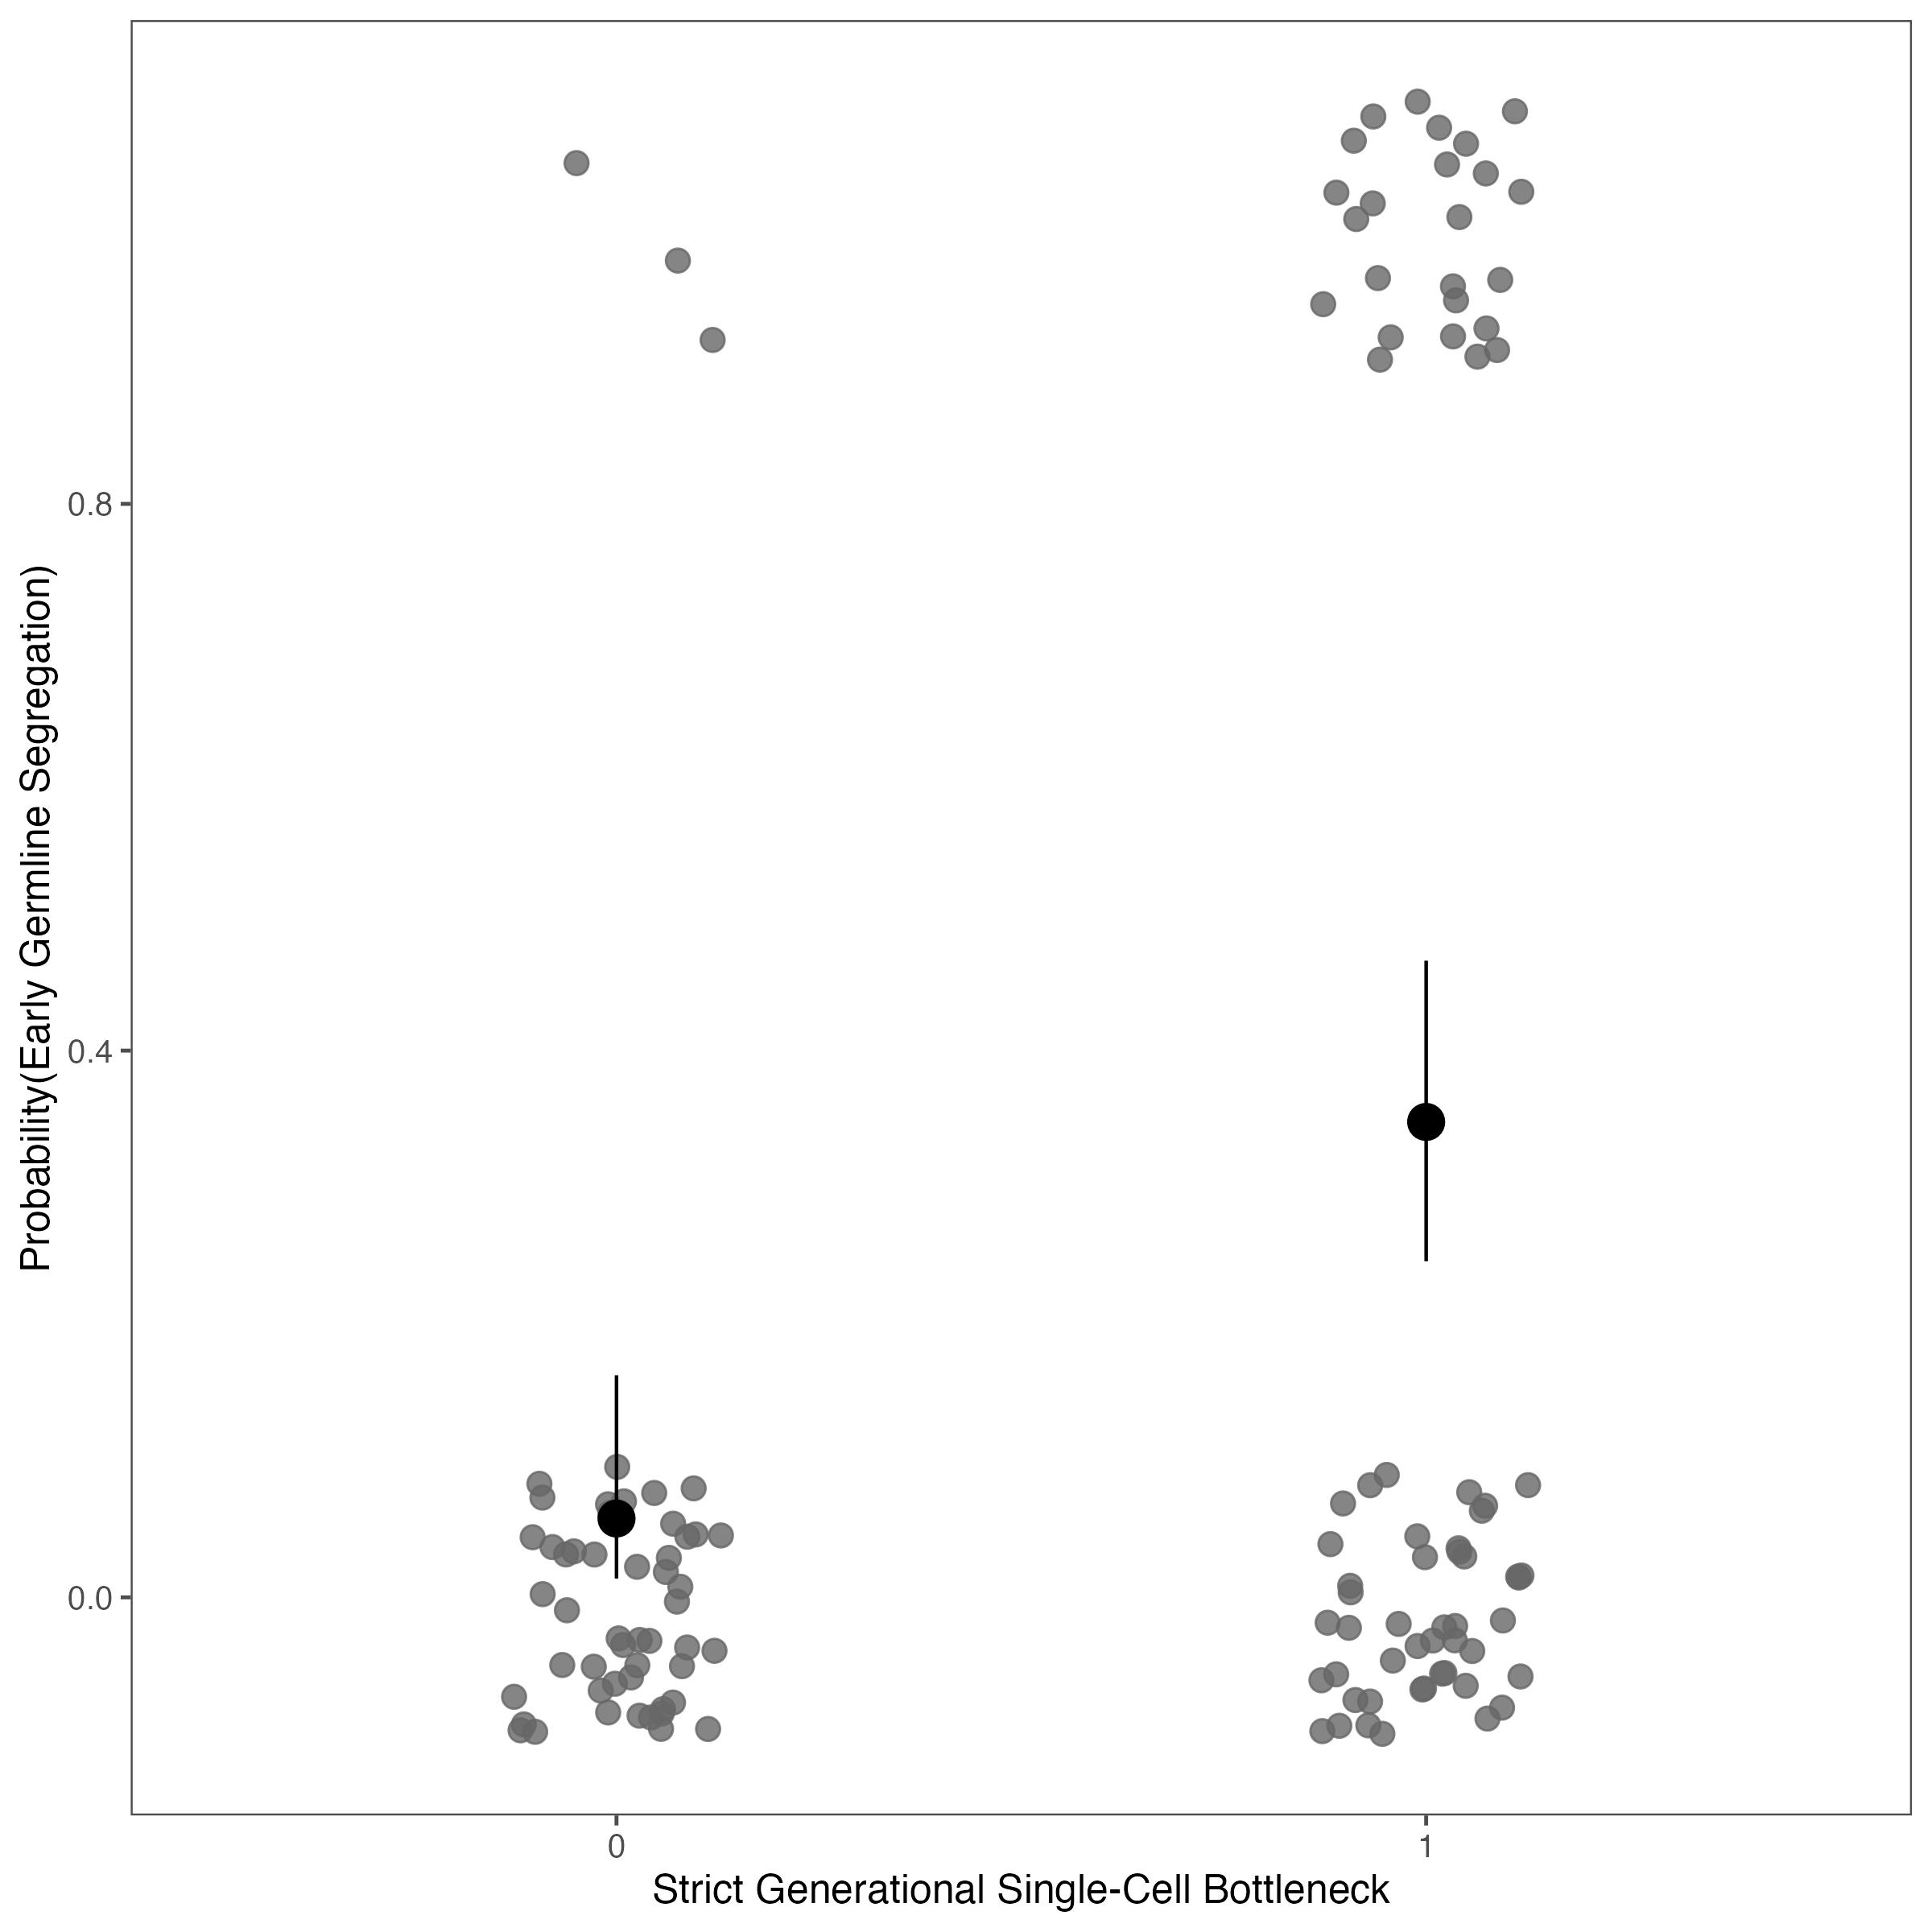 Probability(Early Germline Segregation)
0.8
0.4
0.0
0
1
Strict Generational Single-Cell Bottleneck